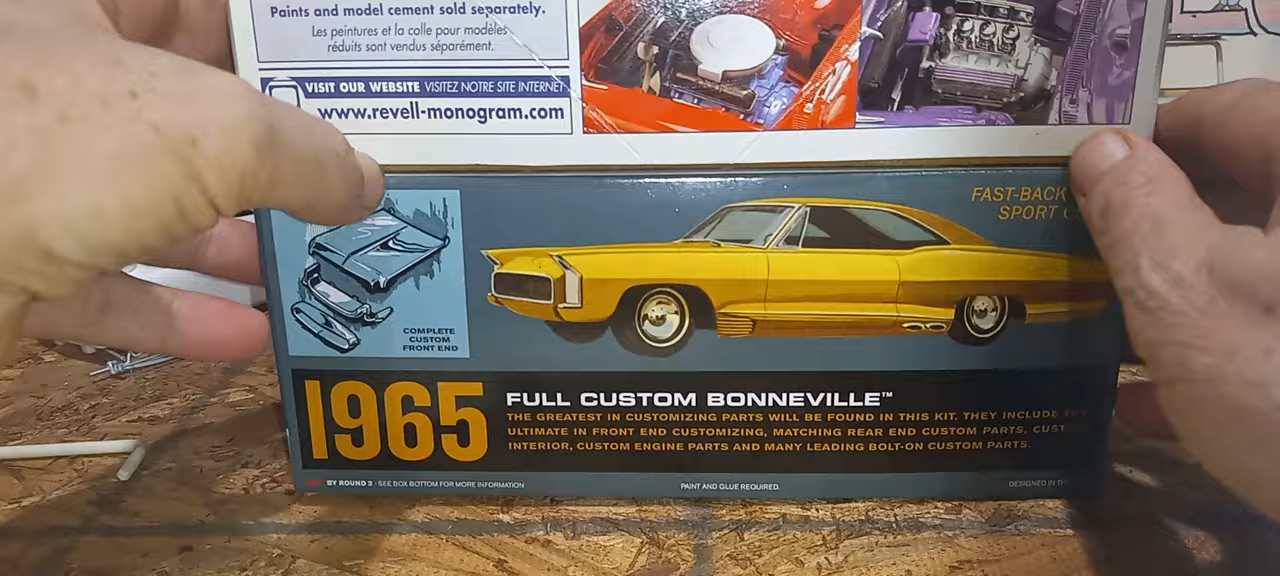 Paints and model cement sold separately.
Les peintures et la colle pour modèles
réduits sont vendus séparément.
VISIT OUR WEBSITE VISITEZ NOTRE SITE INTERNET
www.revell-monogram.com
FAST-BACK
SPORT
COMPLETE
CUSTOM
FRONT END
1965
FULL CUSTOM BONNEVILLE™
THE GREATEST IN CUSTOMIZING PARTS WILL BE FOUND IN THIS KIT. THEY INCLUDE THE
ULTIMATE IN FRONT END CUSTOMIZING, MATCHING REAR END CUSTOM PARTS, CUST
INTERIOR, CUSTOM ENGINE PARTS AND MANY LEADING BOLT-ON CUSTOM PARTS.
BY ROUND 2 - SEE BOX BOTTOM FOR MORE INFORMATION
PAINT AND GLUE REQUIRED.
DESIGNED IN